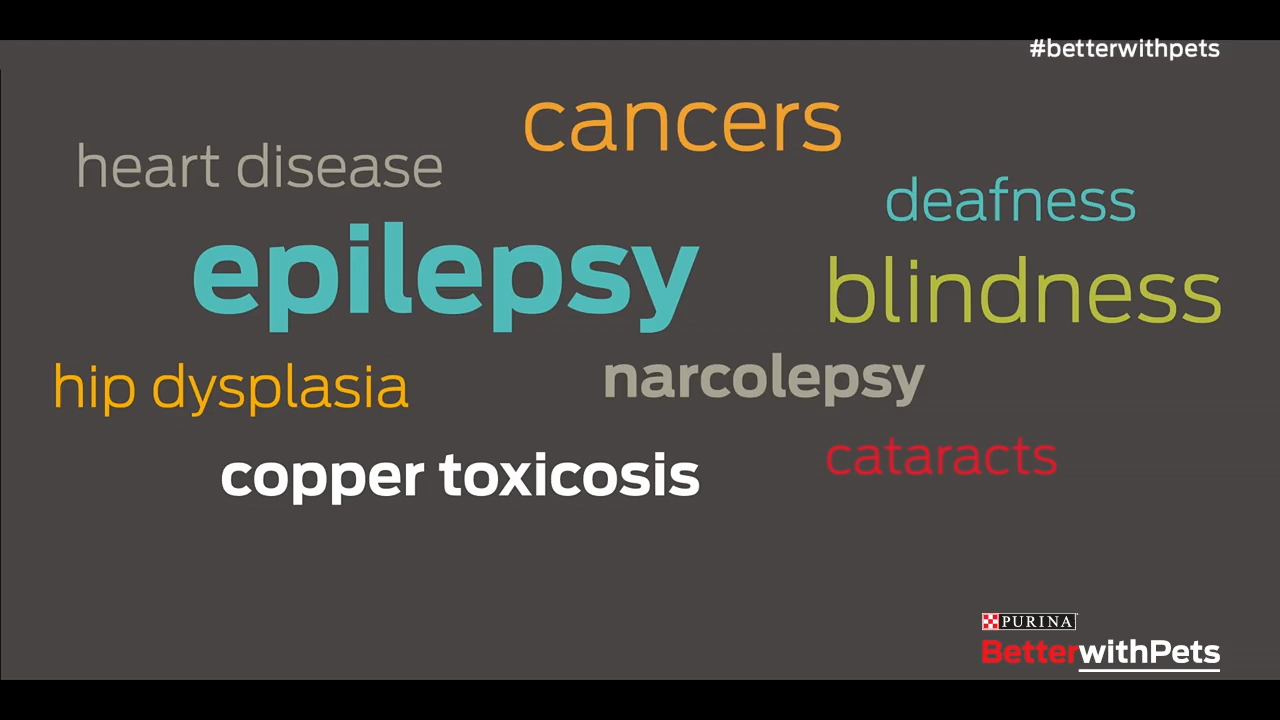 #betterwithpets
cancers
heart disease
deafness
epilepsy
blindness
hip dysplasia
narcolepsy
cataracts
copper toxicosis
PURINA
BetterwithPets